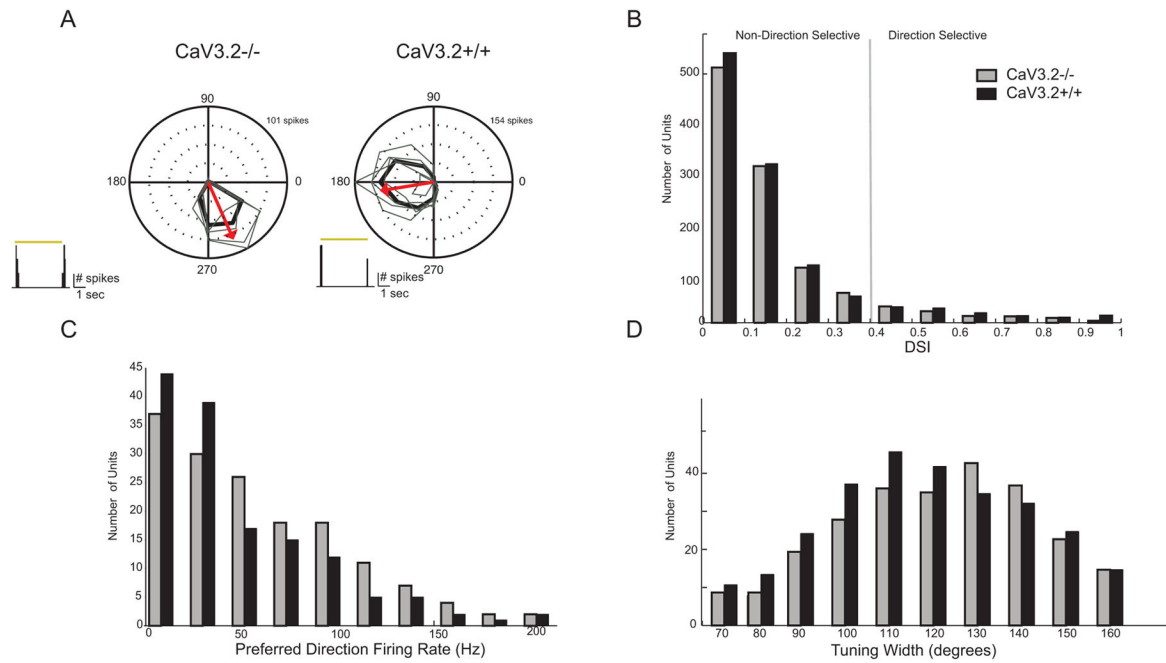 A
CaV3.2-/-
CaV3.2+/+
90
101 spikes
180
0
270
# spikes
1 sec
90
154 spikes
180
0
270
# spikes
1 sec
B
Non-Direction Selective
Direction Selective
CaV3.2-/-
CaV3.2+/+
Number of Units
500
400
300
200
100
0
0 0.1 0.2 0.3 0.4 0.5 0.6 0.7 0.8 0.9 1
DSI
C
Number of Units
45
40
35
30
25
20
15
10
5
0
0 50 100 150 200
Preferred Direction Firing Rate (Hz)
D
Number of Units
40
20
0
70 80 90 100 110 120 130 140 150 160
Tuning Width (degrees)